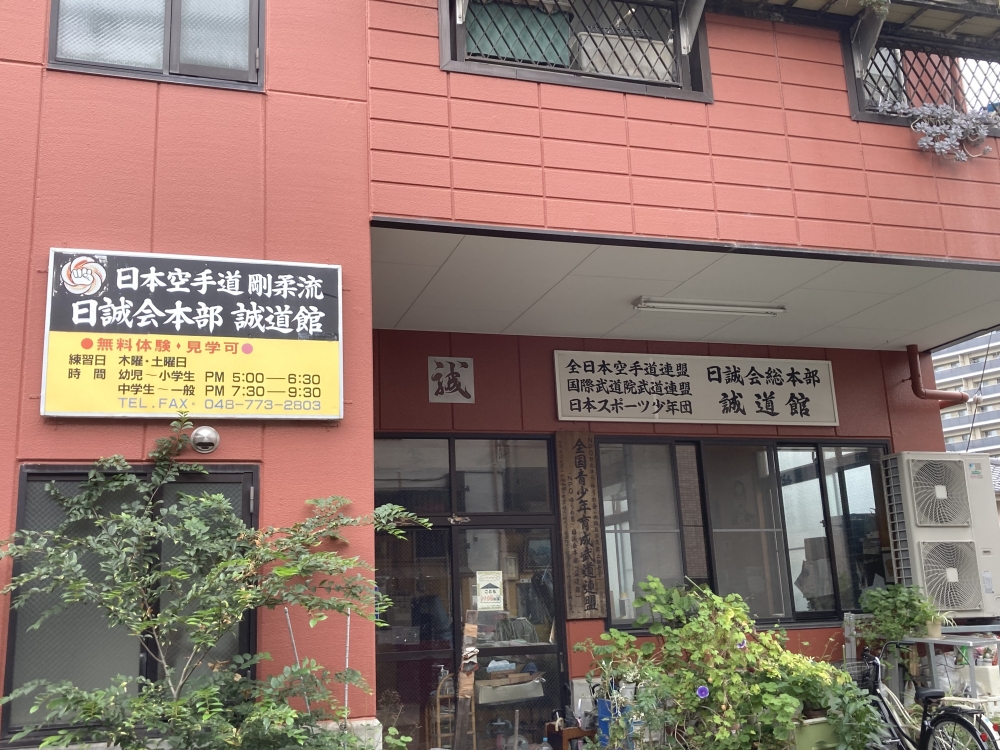 日本空手道 剛柔流
日誠会本部 誠道館
●無料体験・見学可●
練習日 木曜・土曜日
時間 幼児～小学生 PM 5:00―6:30
中学生～一般 PM 7:30―9:30
TEL.FAX・048-773-2803
誠
全日本空手道連盟
国際武道院武道連盟
日本スポーツ少年団
日誠会総本部
誠道館
全国青少年育成武道連盟